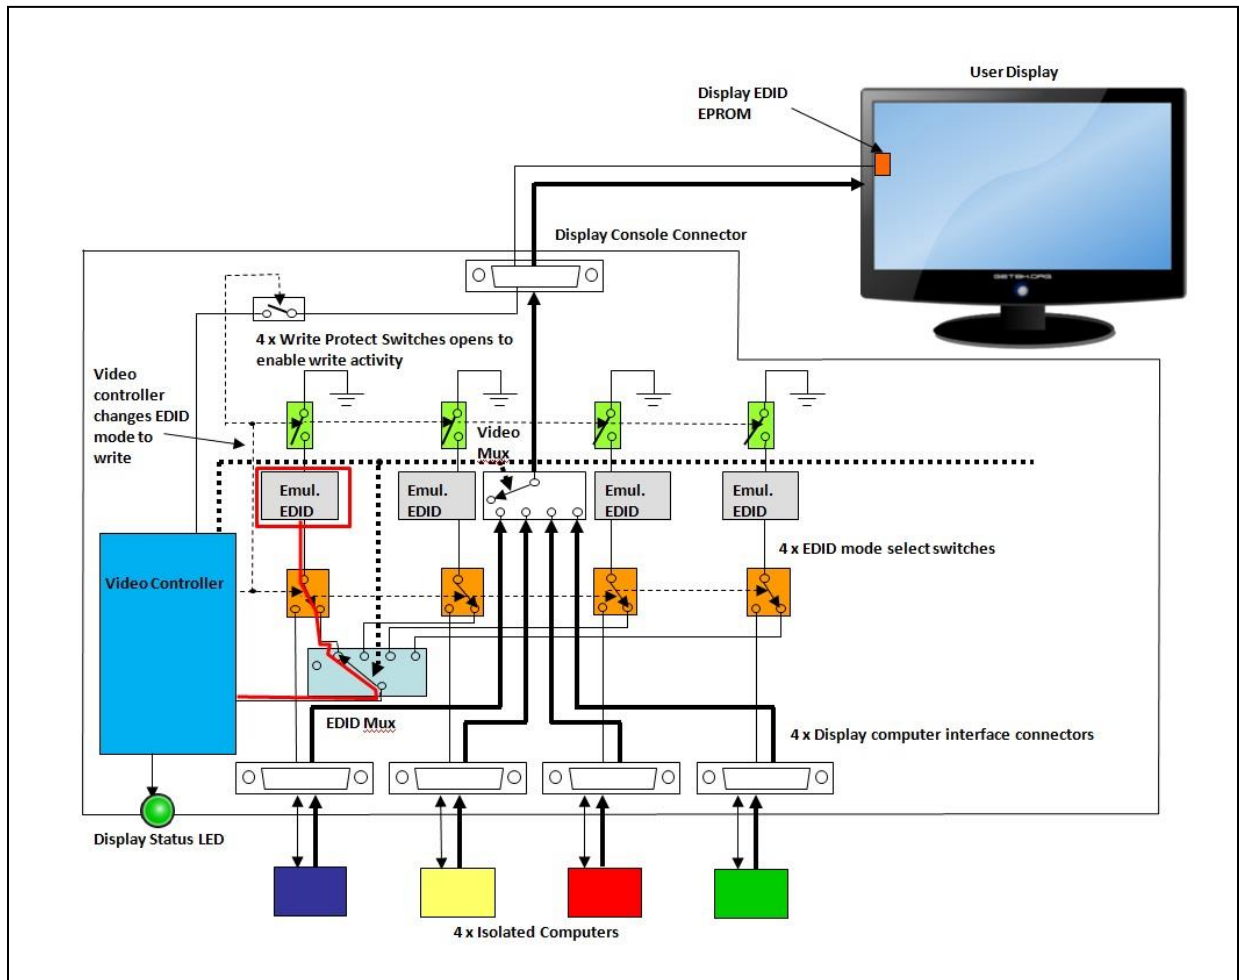 User Display
Display EDID
EPROM
GETSH.ORG
Display Console Connector
4 x Write Protect Switches opens to
enable write activity
Video
controller
changes EDID
mode to
write
Video
Mux
Emul.
EDID
Emul.
EDID
Emul.
EDID
Emul.
EDID
4 x EDID mode select switches
Video Controller
EDID Mux
4 x Display computer interface connectors
Display Status LED
4 x Isolated Computers